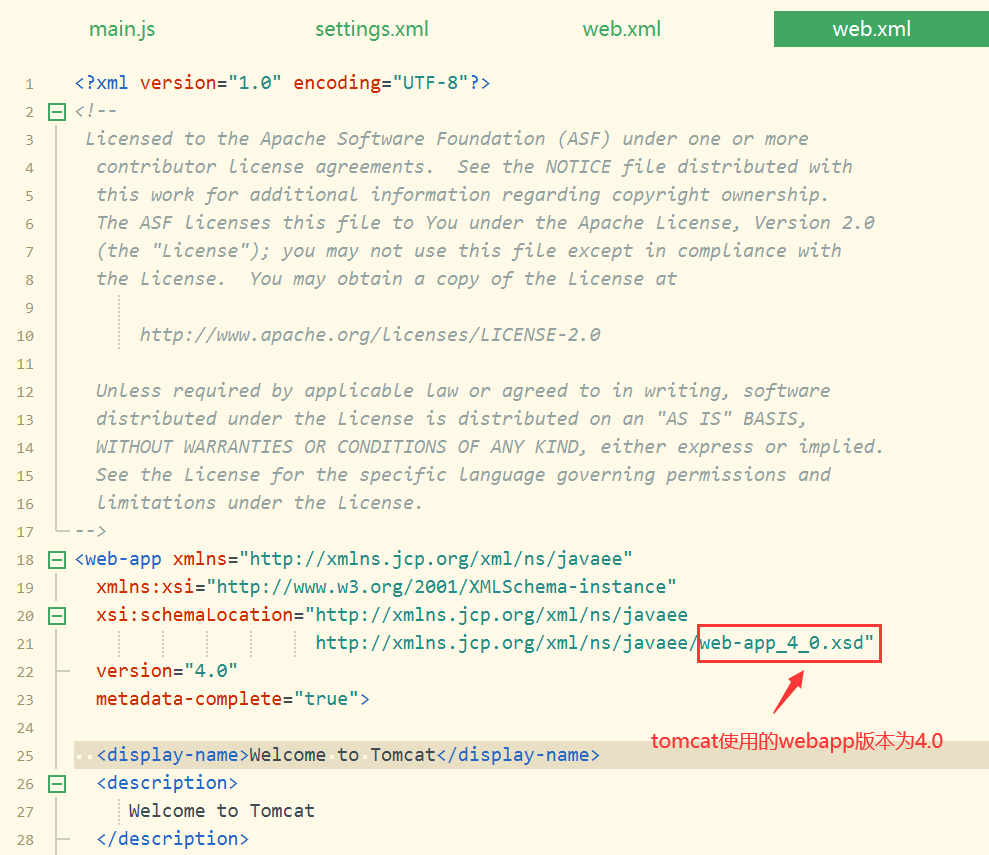 main.js settings.xml web.xml web.xml
1 <?xml version="1.0" encoding="UTF-8"?>
2 <!--
3 Licensed to the Apache Software Foundation (ASF) under one or more
4 contributor license agreements.  See the NOTICE file distributed with
5 this work for additional information regarding copyright ownership.
6 The ASF licenses this file to You under the Apache License, Version 2.0
7 (the "License"); you may not use this file except in compliance with
8 the License.  You may obtain a copy of the License at
9
10 http://www.apache.org/licenses/LICENSE-2.0
11
12 Unless required by applicable law or agreed to in writing, software
13 distributed under the License is distributed on an "AS IS" BASIS,
14 WITHOUT WARRANTIES OR CONDITIONS OF ANY KIND, either express or implied.
15 See the License for the specific language governing permissions and
16 limitations under the License.
17 -->
18 <web-app xmlns="http://xmlns.jcp.org/xml/ns/javaee"
19 xmlns:xsi="http://www.w3.org/2001/XMLSchema-instance"
20 xsi:schemaLocation="http://xmlns.jcp.org/xml/ns/javaee
21 http://xmlns.jcp.org/xml/ns/javaee/web-app_4_0.xsd"
22 version="4.0"
23 metadata-complete="true">
24
tomcat使用的webapp版本为4.0
25 <display-name>Welcome to Tomcat</display-name>
26 <description>
27 Welcome to Tomcat
28 </description>